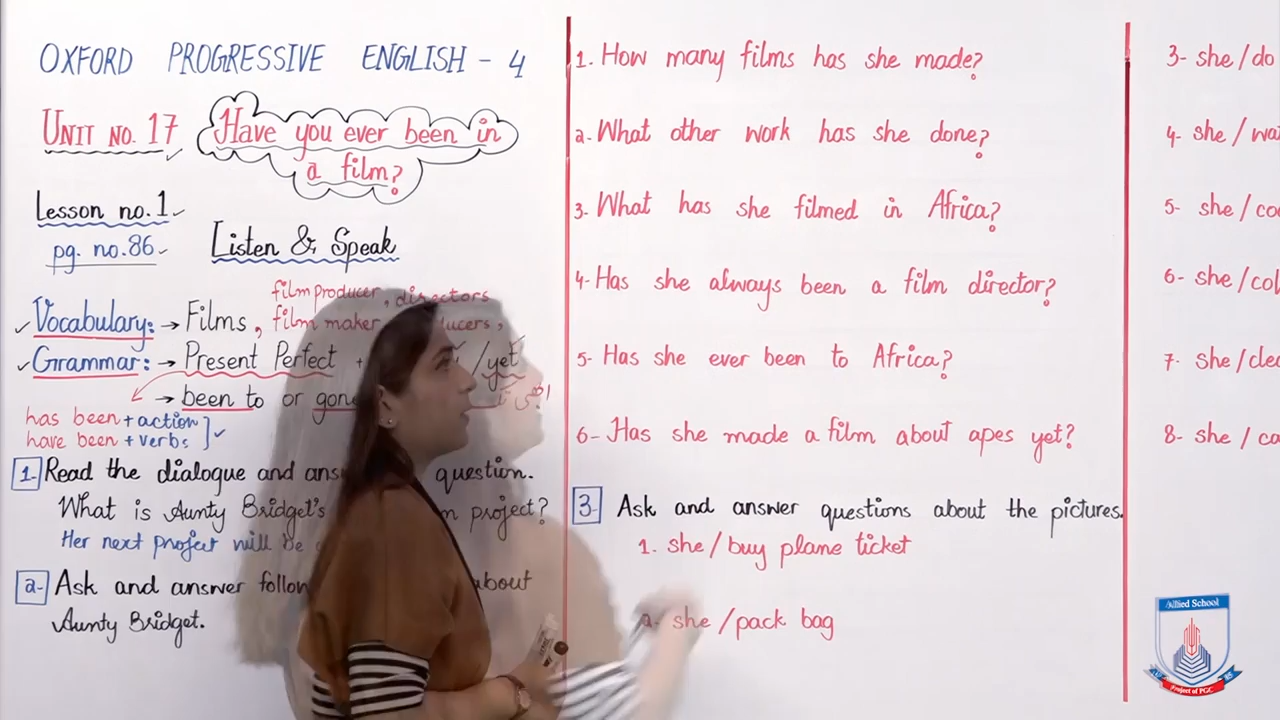 OXFORD PROGRESSIVE ENGLISH - 4
UNIT NO. 17
Have you ever been in
a film?
Lesson no. 1
pg. no. 86
Listen & Speak
film producer, directors
Vocabulary: → Films, film maker
Grammar: → Present Perfect + / yet
→ been to or
has been + action
have been + verbs
1- Read the dialogue and question.
What is Aunty Bridget's project?
Her next project will be
2- Ask and answer about
Aunty Bridget.
1. How many films has she made?
2. What other work has she done?
3. What has she filmed in Africa?
4- Has she always been a film director?
5- Has she ever been to Africa?
6- Has she made a film about apes yet?
3- Ask and answer questions about the pictures.
1. she / buy plane ticket
2. she / pack bag
3- she / do
4- she /
5- she /
6- she /
7- she /
8- she /
Allied School
Project of PGC